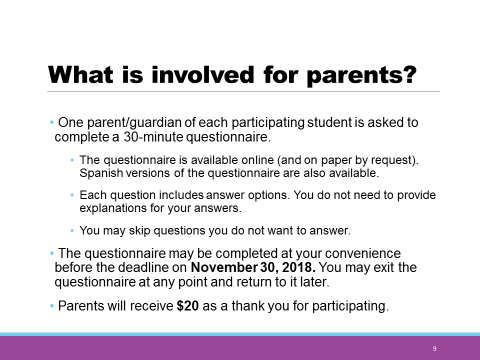 What is involved for parents?
• One parent/guardian of each participating student is asked to
complete a 30-minute questionnaire.
• The questionnaire is available online (and on paper by request).
Spanish versions of the questionnaire are also available.
• Each question includes answer options. You do not need to provide
explanations for your answers.
• You may skip questions you do not want to answer.
• The questionnaire may be completed at your convenience
before the deadline on November 30, 2018. You may exit the
questionnaire at any point and return to it later.
• Parents will receive $20 as a thank you for participating.
9